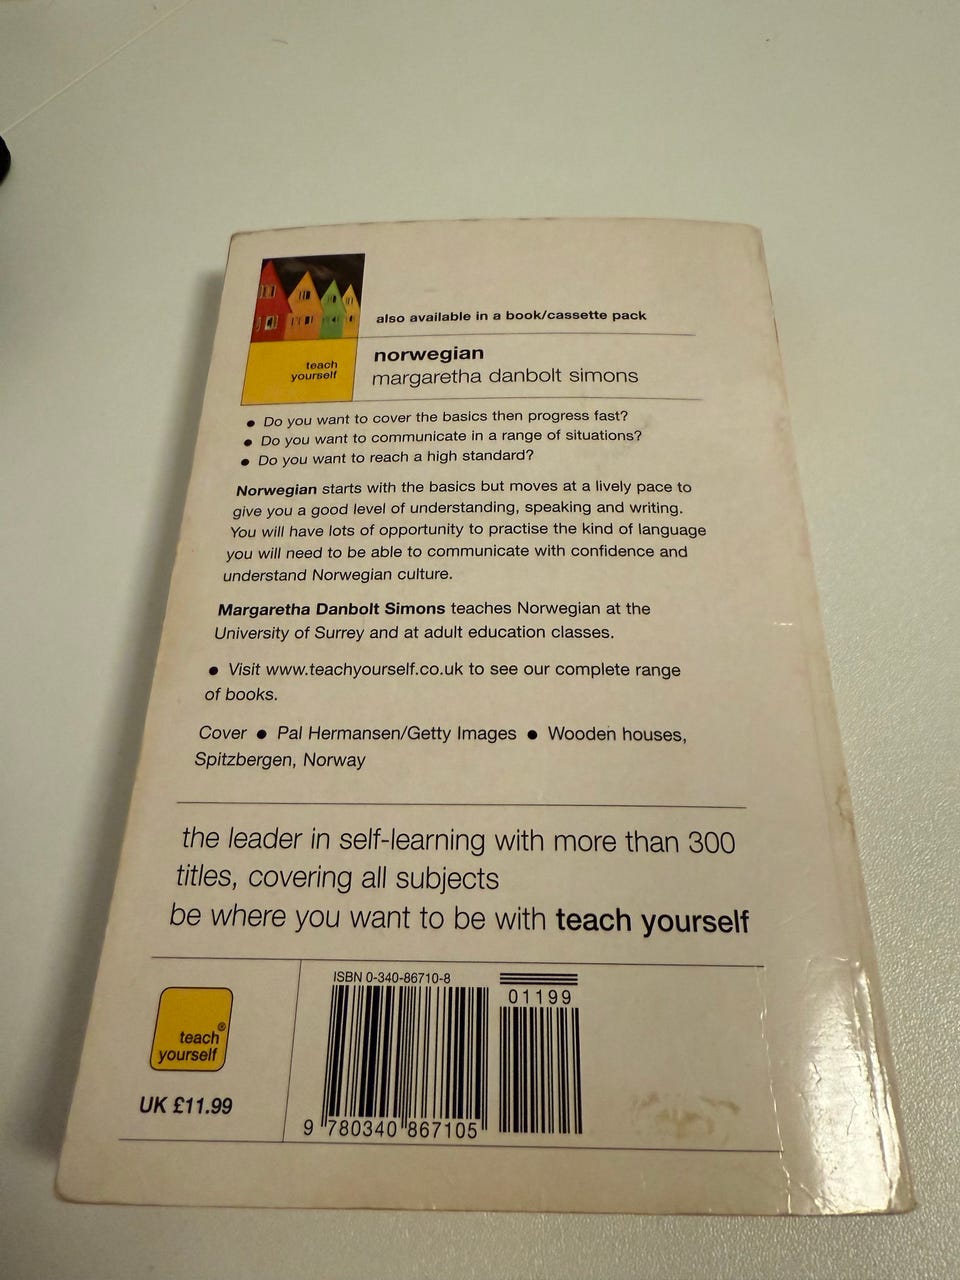 also available in a book/cassette pack
teach
yourself
norwegian
margaretha danbolt simons
● Do you want to cover the basics then progress fast?
● Do you want to communicate in a range of situations?
● Do you want to reach a high standard?
Norwegian starts with the basics but moves at a lively pace to
give you a good level of understanding, speaking and writing.
You will have lots of opportunity to practise the kind of language
you will need to be able to communicate with confidence and
understand Norwegian culture.
Margaretha Danbolt Simons teaches Norwegian at the
University of Surrey and at adult education classes.
● Visit www.teachyourself.co.uk to see our complete range
of books.
Cover ● Pal Hermansen/Getty Images ● Wooden houses,
Spitzbergen, Norway
the leader in self-learning with more than 300
titles, covering all subjects
be where you want to be with teach yourself
teach®
yourself
UK £11.99
ISBN 0-340-86710-8
01199
9 780340 867105